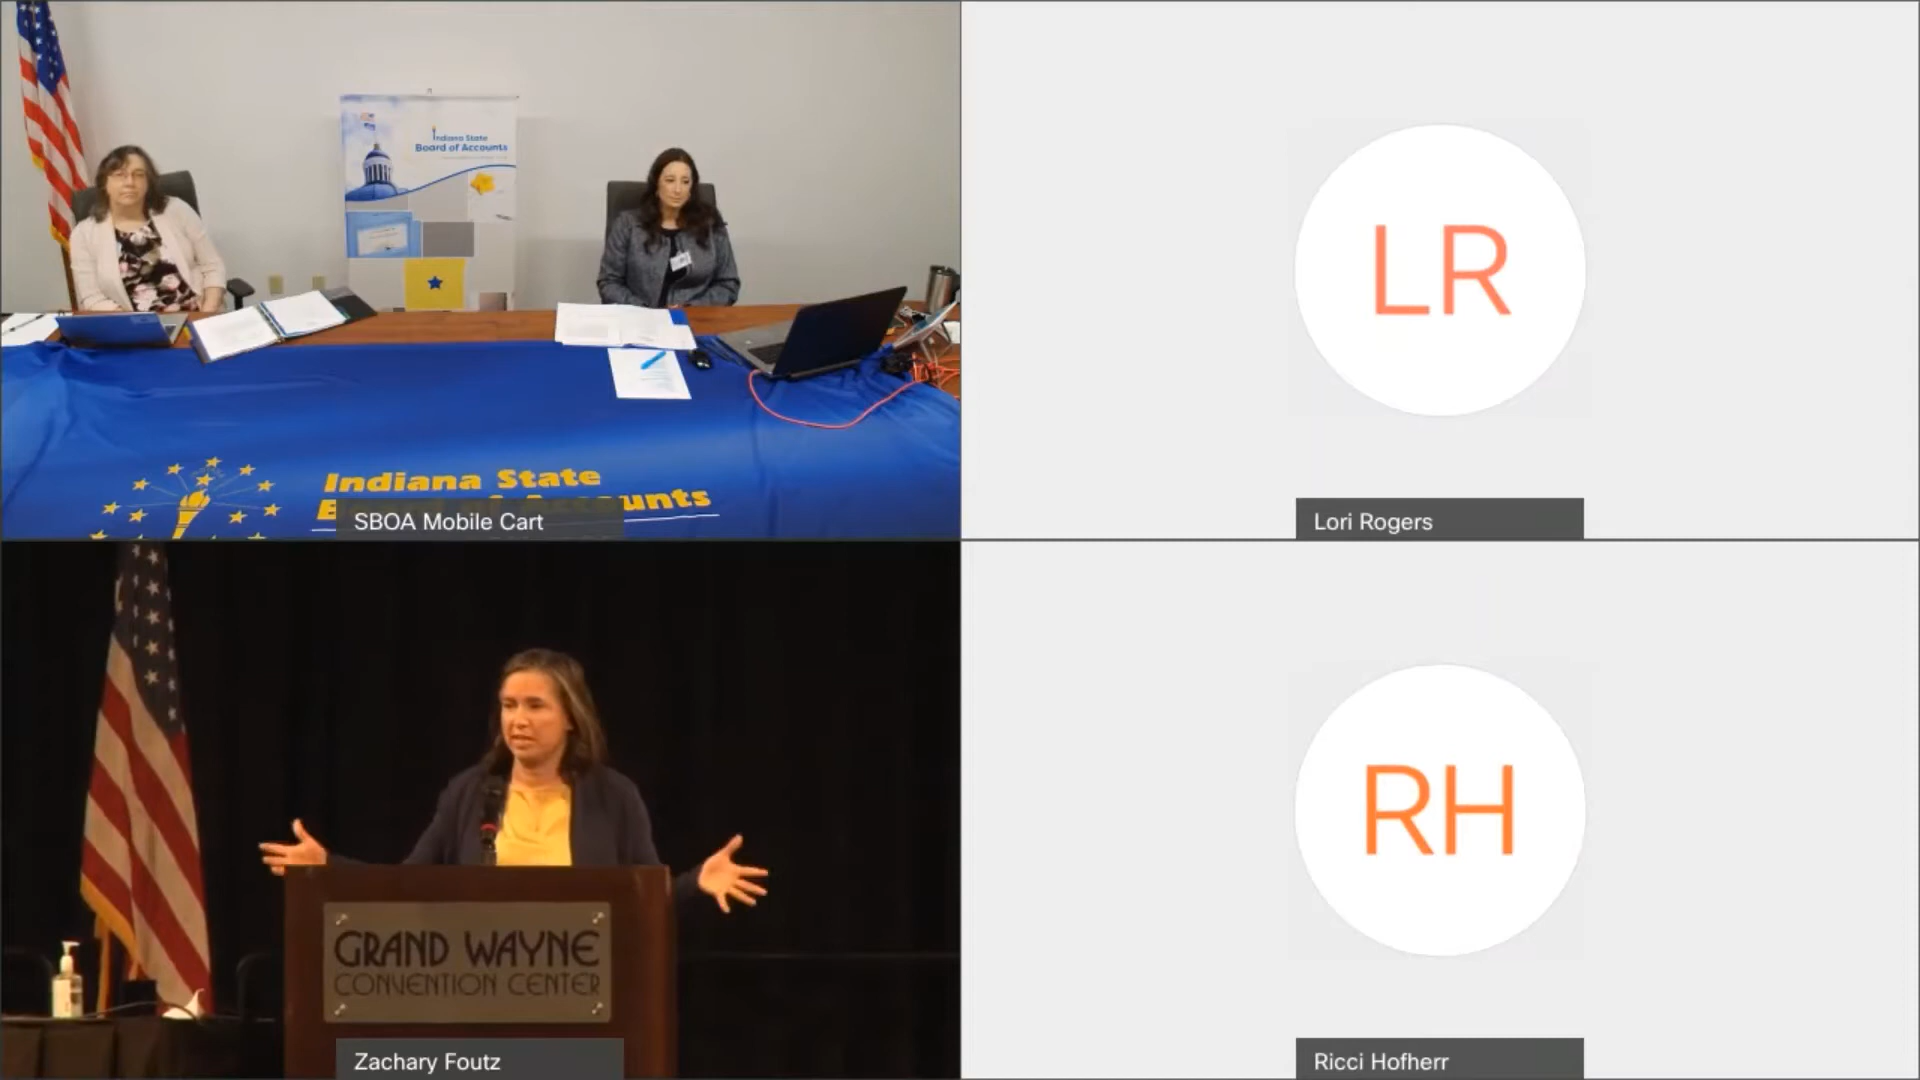 Indiana State
Board of Accounts
Indiana State
SBOA Mobile Cart
LR
Lori Rogers
GRAND WAYNE
CONVENTION CENTER
Zachary Foutz
RH
Ricci Hofherr